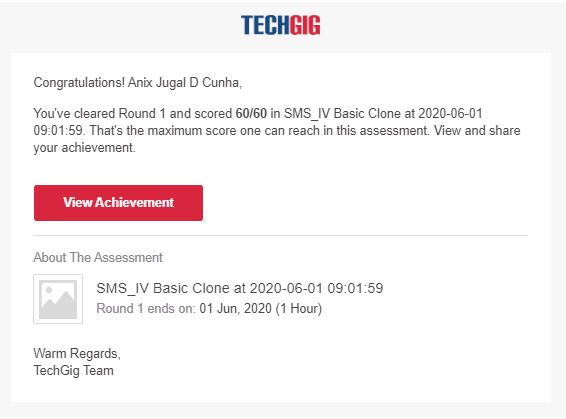 TECHGIG
Congratulations! Anix Jugal D Cunha,
You've cleared Round 1 and scored 60/60 in SMS_IV Basic Clone at 2020-06-01
09:01:59. That's the maximum score one can reach in this assessment. View and share
your achievement.
View Achievement
About The Assessment
SMS_IV Basic Clone at 2020-06-01 09:01:59
Round 1 ends on: 01 Jun, 2020 (1 Hour)
Warm Regards,
TechGig Team